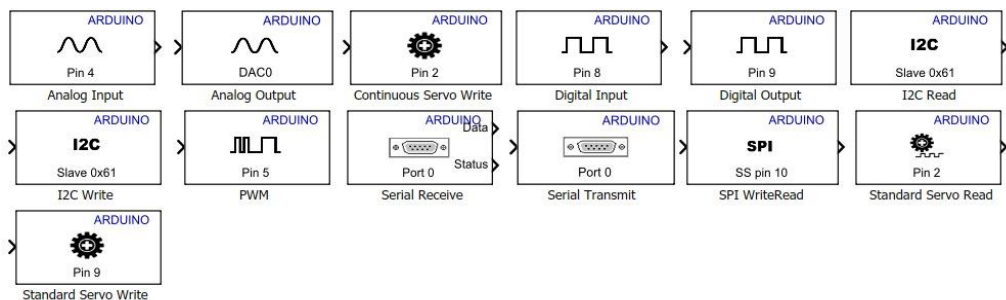 ARDUINO
Pin 4
Analog Input
ARDUINO
DAC0
Analog Output
ARDUINO
Pin 2
Continuous Servo Write
ARDUINO
Pin 8
Digital Input
ARDUINO
Pin 9
Digital Output
ARDUINO
I2C
Slave 0x61
I2C Read
ARDUINO
I2C
Slave 0x61
I2C Write
ARDUINO
Pin 5
PWM
ARDUINO
Data
Port 0
Status
Serial Receive
ARDUINO
Port 0
Serial Transmit
ARDUINO
SPI
SS pin 10
SPI WriteRead
ARDUINO
Pin 2
Standard Servo Read
ARDUINO
Pin 9
Standard Servo Write